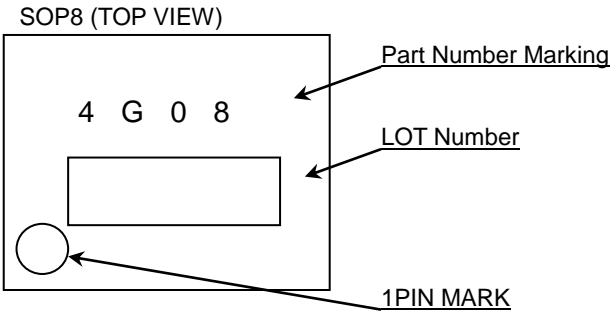 SOP8 (TOP VIEW)
Part Number Marking
4 G 0 8
LOT Number
1PIN MARK